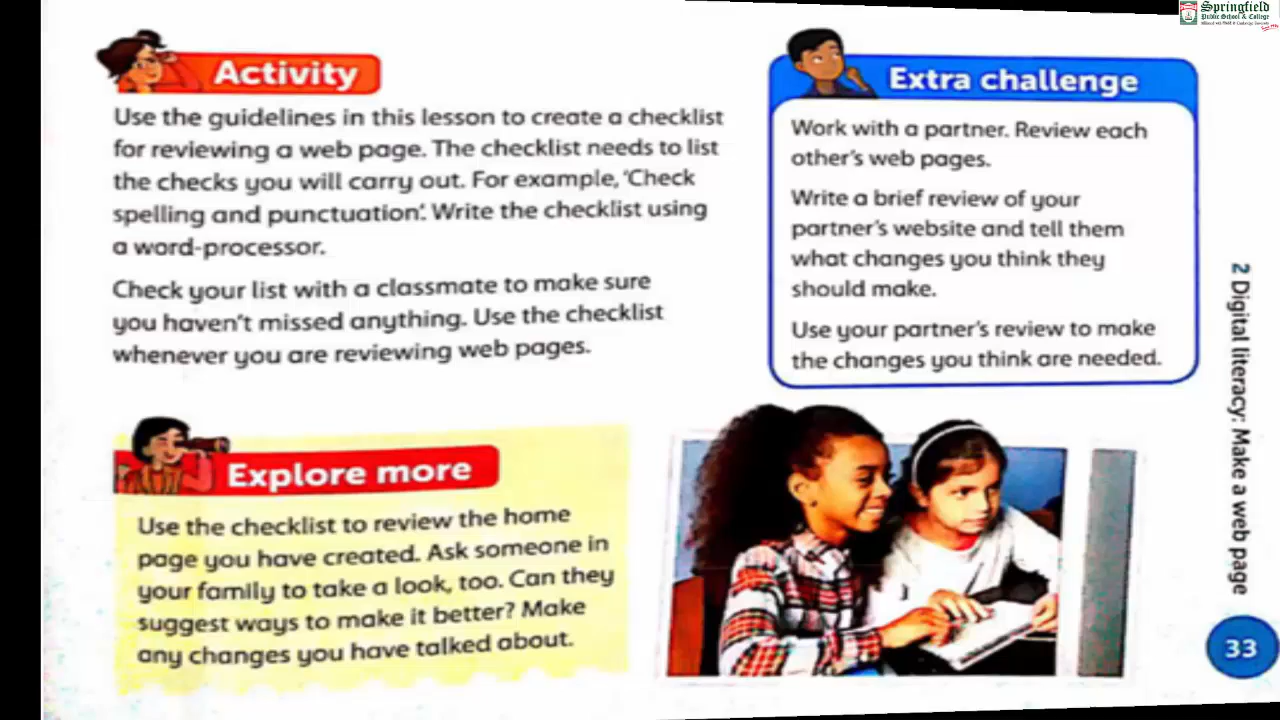 Springfield
Public School & College
Activity
Use the guidelines in this lesson to create a checklist
for reviewing a web page. The checklist needs to list
the checks you will carry out. For example, 'Check
spelling and punctuation'. Write the checklist using
a word-processor.
Check your list with a classmate to make sure
you haven't missed anything. Use the checklist
whenever you are reviewing web pages.
Extra challenge
Work with a partner. Review each
other's web pages.
Write a brief review of your
partner's website and tell them
what changes you think they
should make.
Use your partner's review to make
the changes you think are needed.
Explore more
Use the checklist to review the home
page you have created. Ask someone in
your family to take a look, too. Can they
suggest ways to make it better? Make
any changes you have talked about.
2 Digital literacy: Make a web page
33